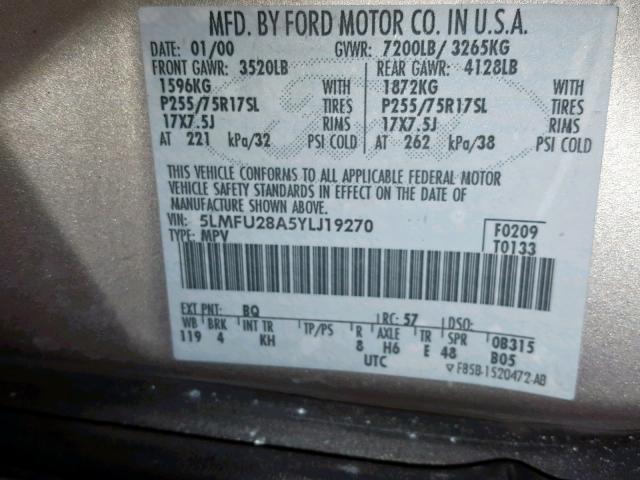 MFD. BY FORD MOTOR CO. IN U.S.A.
DATE: 01/00 GVWR: 7200LB/ 3265KG
FRONT GAWR: 3520LB REAR GAWR: 4128LB
1596KG WITH 1872KG WITH
P255/75R17SL TIRES P255/75R17SL TIRES
17X7.5J RIMS 17X7.5J RIMS
AT 221 kPa/32 PSI COLD AT 262 kPa/38 PSI COLD
THIS VEHICLE CONFORMS TO ALL APPLICABLE FEDERAL MOTOR
VEHICLE SAFETY STANDARDS IN EFFECT ON THE DATE OF
MANUFACTURE SHOWN ABOVE.
VIN: 5LMFU28A5YLJ19270 F0209
TYPE: MPV T0133
EXT PNT: BQ RC: 57 DSO:
WB BRK INT TR TP/PS R AXLE TR SPR 0B315
119 4 KH 8 H6 E 48 B05
UTC F85B-1520472-AB